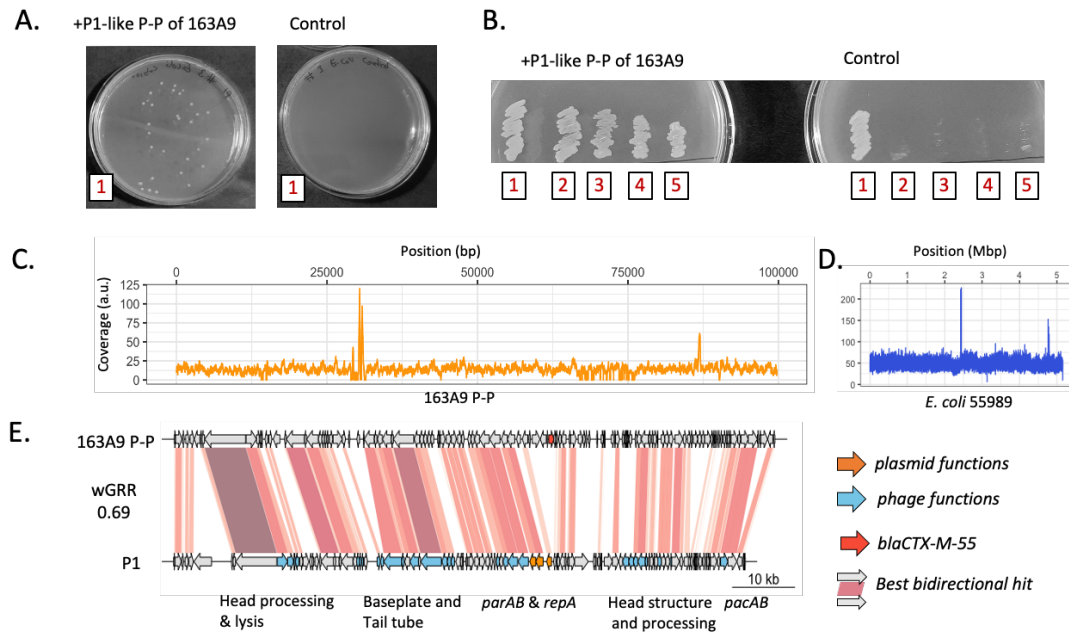 A.
+P1-like P-P of 163A9
Control
1
1
B.
+P1-like P-P of 163A9
Control
1
2
3
4
5
1
2
3
4
5
C.
Position (bp)
0
25000
50000
75000
100000
Coverage (a.u.)
125
100
75
50
25
0
163A9 P-P
D.
Position (Mbp)
0
1
2
3
4
5
200
150
100
50
0
E. coli 55989
E.
163A9 P-P
wGRR
0.69
P1
10 kb
Head processing
& lysis
Baseplate and
Tail tube
parAB & repA
Head structure
and processing
pacAB
plasmid functions
phage functions
blaCTX-M-55
Best bidirectional hit